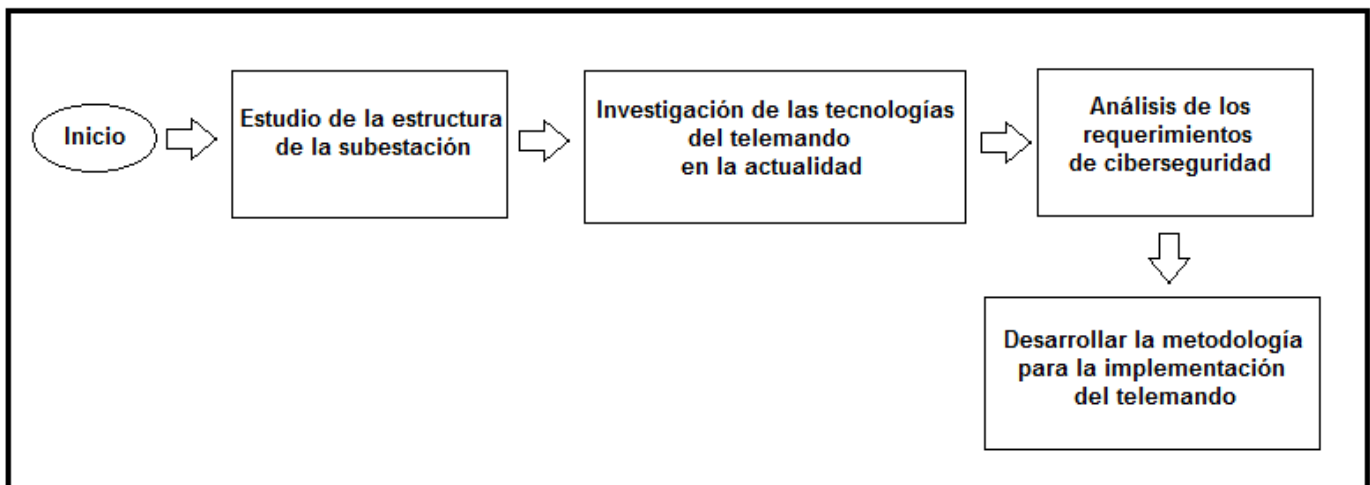 Inicio
Estudio de la estructura
de la subestación
Investigación de las tecnologías
del telemando
en la actualidad
Análisis de los
requerimientos
de ciberseguridad
Desarrollar la metodología
para la implementación
del telemando